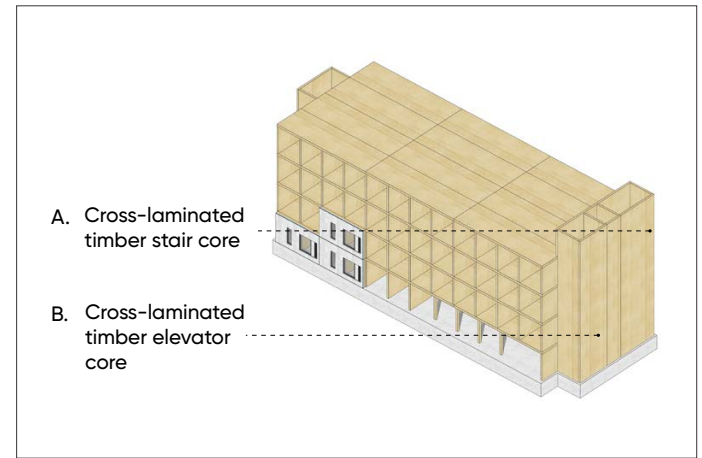 A. Cross-laminated
timber stair core
B. Cross-laminated
timber elevator
core